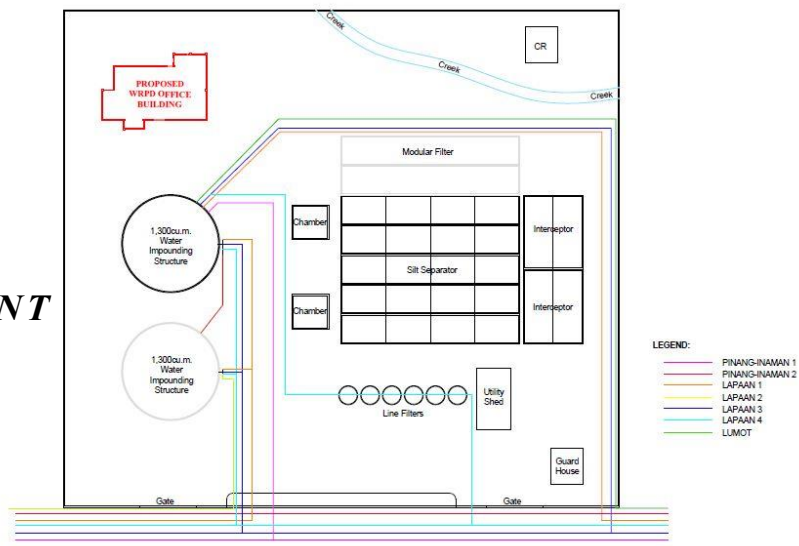 Creek
CR
Creek
Creek
PROPOSED
WRPD OFFICE
BUILDING
Modular Filter
1,300cu.m.
Water
Impounding
Structure
Chamber
Interceptor
Silt Separator
NT
Chamber
Interceptor
1,300cu.m.
Water
Impounding
Structure
LEGEND:
PINANG-INAMAN 1
PINANG-INAMAN 2
LAPAAN 1
LAPAAN 2
LAPAAN 3
LAPAAN 4
LUMOT
Utility
Shed
Line Filters
Guard
House
Gate
Gate